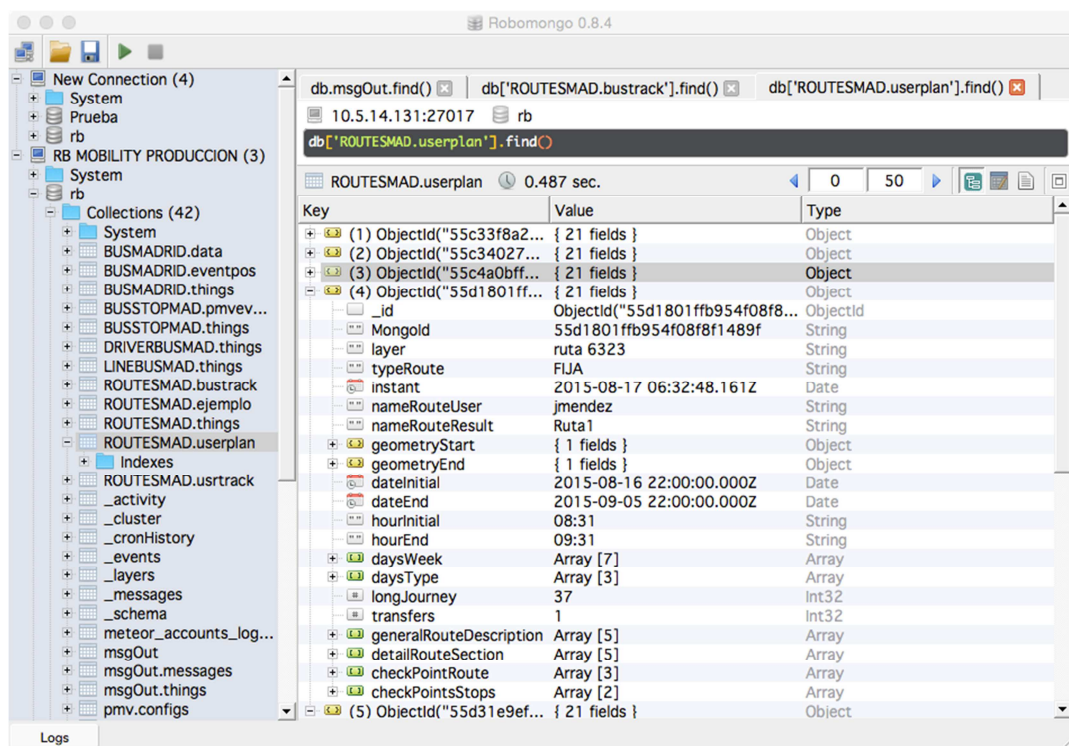 Robomongo 0.8.4
New Connection (4)
System
Prueba
rb
RB MOBILITY PRODUCCION (3)
System
rb
Collections (42)
System
BUSMADRID.data
BUSMADRID.eventpos
BUSMADRID.things
BUSSTOPMAD.pmvev...
BUSSTOPMAD.things
DRIVERBUSMAD.things
LINEBUSMAD.things
ROUTESMAD.bustrack
ROUTESMAD.ejemplo
ROUTESMAD.things
ROUTESMAD.userplan
Indexes
ROUTESMAD.usrtrack
_activity
_cluster
_cronHistory
_events
_layers
_messages
_schema
meteor_accounts_log...
msgOut
msgOut.messages
msgOut.things
pmv.configs
db.msgOut.find() db['ROUTESMAD.bustrack'].find() db['ROUTESMAD.userplan'].find()
10.5.14.131:27017 rb
db['ROUTESMAD.userplan'].find()
ROUTESMAD.userplan 0.487 sec. 0 50
Key Value Type
(1) ObjectId("55c33f8a2... { 21 fields } Object
(2) ObjectId("55c34027... { 21 fields } Object
(3) ObjectId("55c4a0bff... { 21 fields } Object
(4) ObjectId("55d1801ff... { 21 fields } Object
_id ObjectId("55d1801ffb954f08f8... ObjectId
MongoId 55d1801ffb954f08f8f1489f String
layer ruta 6323 String
typeRoute FIJA String
instant 2015-08-17 06:32:48.161Z Date
nameRouteUser jmendez String
nameRouteResult Ruta1 String
geometryStart { 1 fields } Object
geometryEnd { 1 fields } Object
dateInitial 2015-08-16 22:00:00.000Z Date
dateEnd 2015-09-05 22:00:00.000Z Date
hourInitial 08:31 String
hourEnd 09:31 String
daysWeek Array [7] Array
daysType Array [3] Array
longJourney 37 Int32
transfers 1 Int32
generalRouteDescription Array [5] Array
detailRouteSection Array [5] Array
checkPointRoute Array [3] Array
checkPointsStops Array [2] Array
(5) ObjectId("55d31e9ef... { 21 fields } Object
Logs